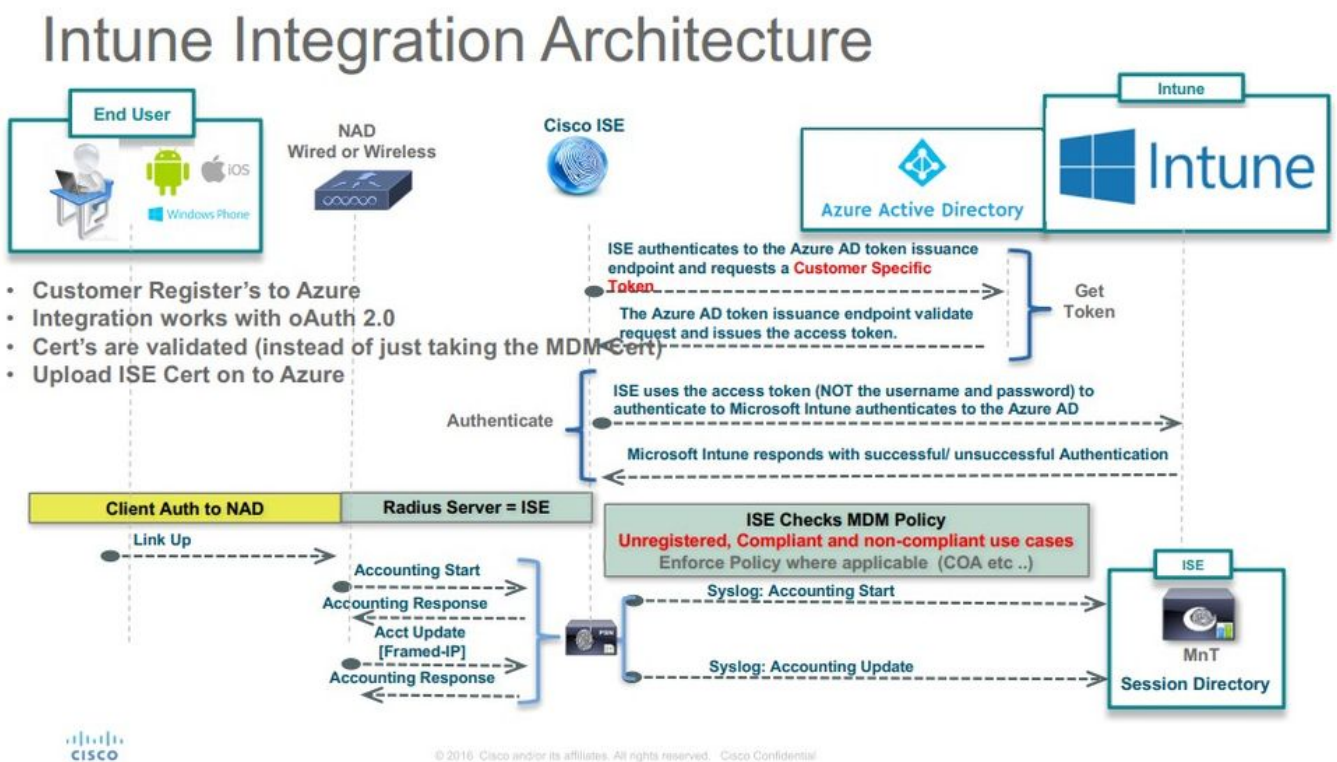 Intune Integration Architecture
End User
iOS
Windows Phone
NAD
Wired or Wireless
Cisco ISE
Azure Active Directory
Intune
Intune
• Customer Register's to Azure
• Integration works with oAuth 2.0
• Cert's are validated (instead of just taking the MDM Cert)
• Upload ISE Cert on to Azure
ISE authenticates to the Azure AD token issuance
endpoint and requests a Customer Specific
Token
The Azure AD token issuance endpoint validate
request and issues the access token.
Get
Token
Authenticate
ISE uses the access token (NOT the username and password) to
authenticate to Microsoft Intune authenticates to the Azure AD
Microsoft Intune responds with successful/ unsuccessful Authentication
Client Auth to NAD
Radius Server = ISE
ISE Checks MDM Policy
Unregistered, Compliant and non-compliant use cases
Enforce Policy where applicable (COA etc ..)
Link Up
Accounting Start
Accounting Response
Acct Update
[Framed-IP]
Accounting Response
PSN
Syslog: Accounting Start
Syslog: Accounting Update
ISE
MnT
Session Directory
CISCO
© 2016 Cisco and/or its affiliates. All rights reserved. Cisco Confidential